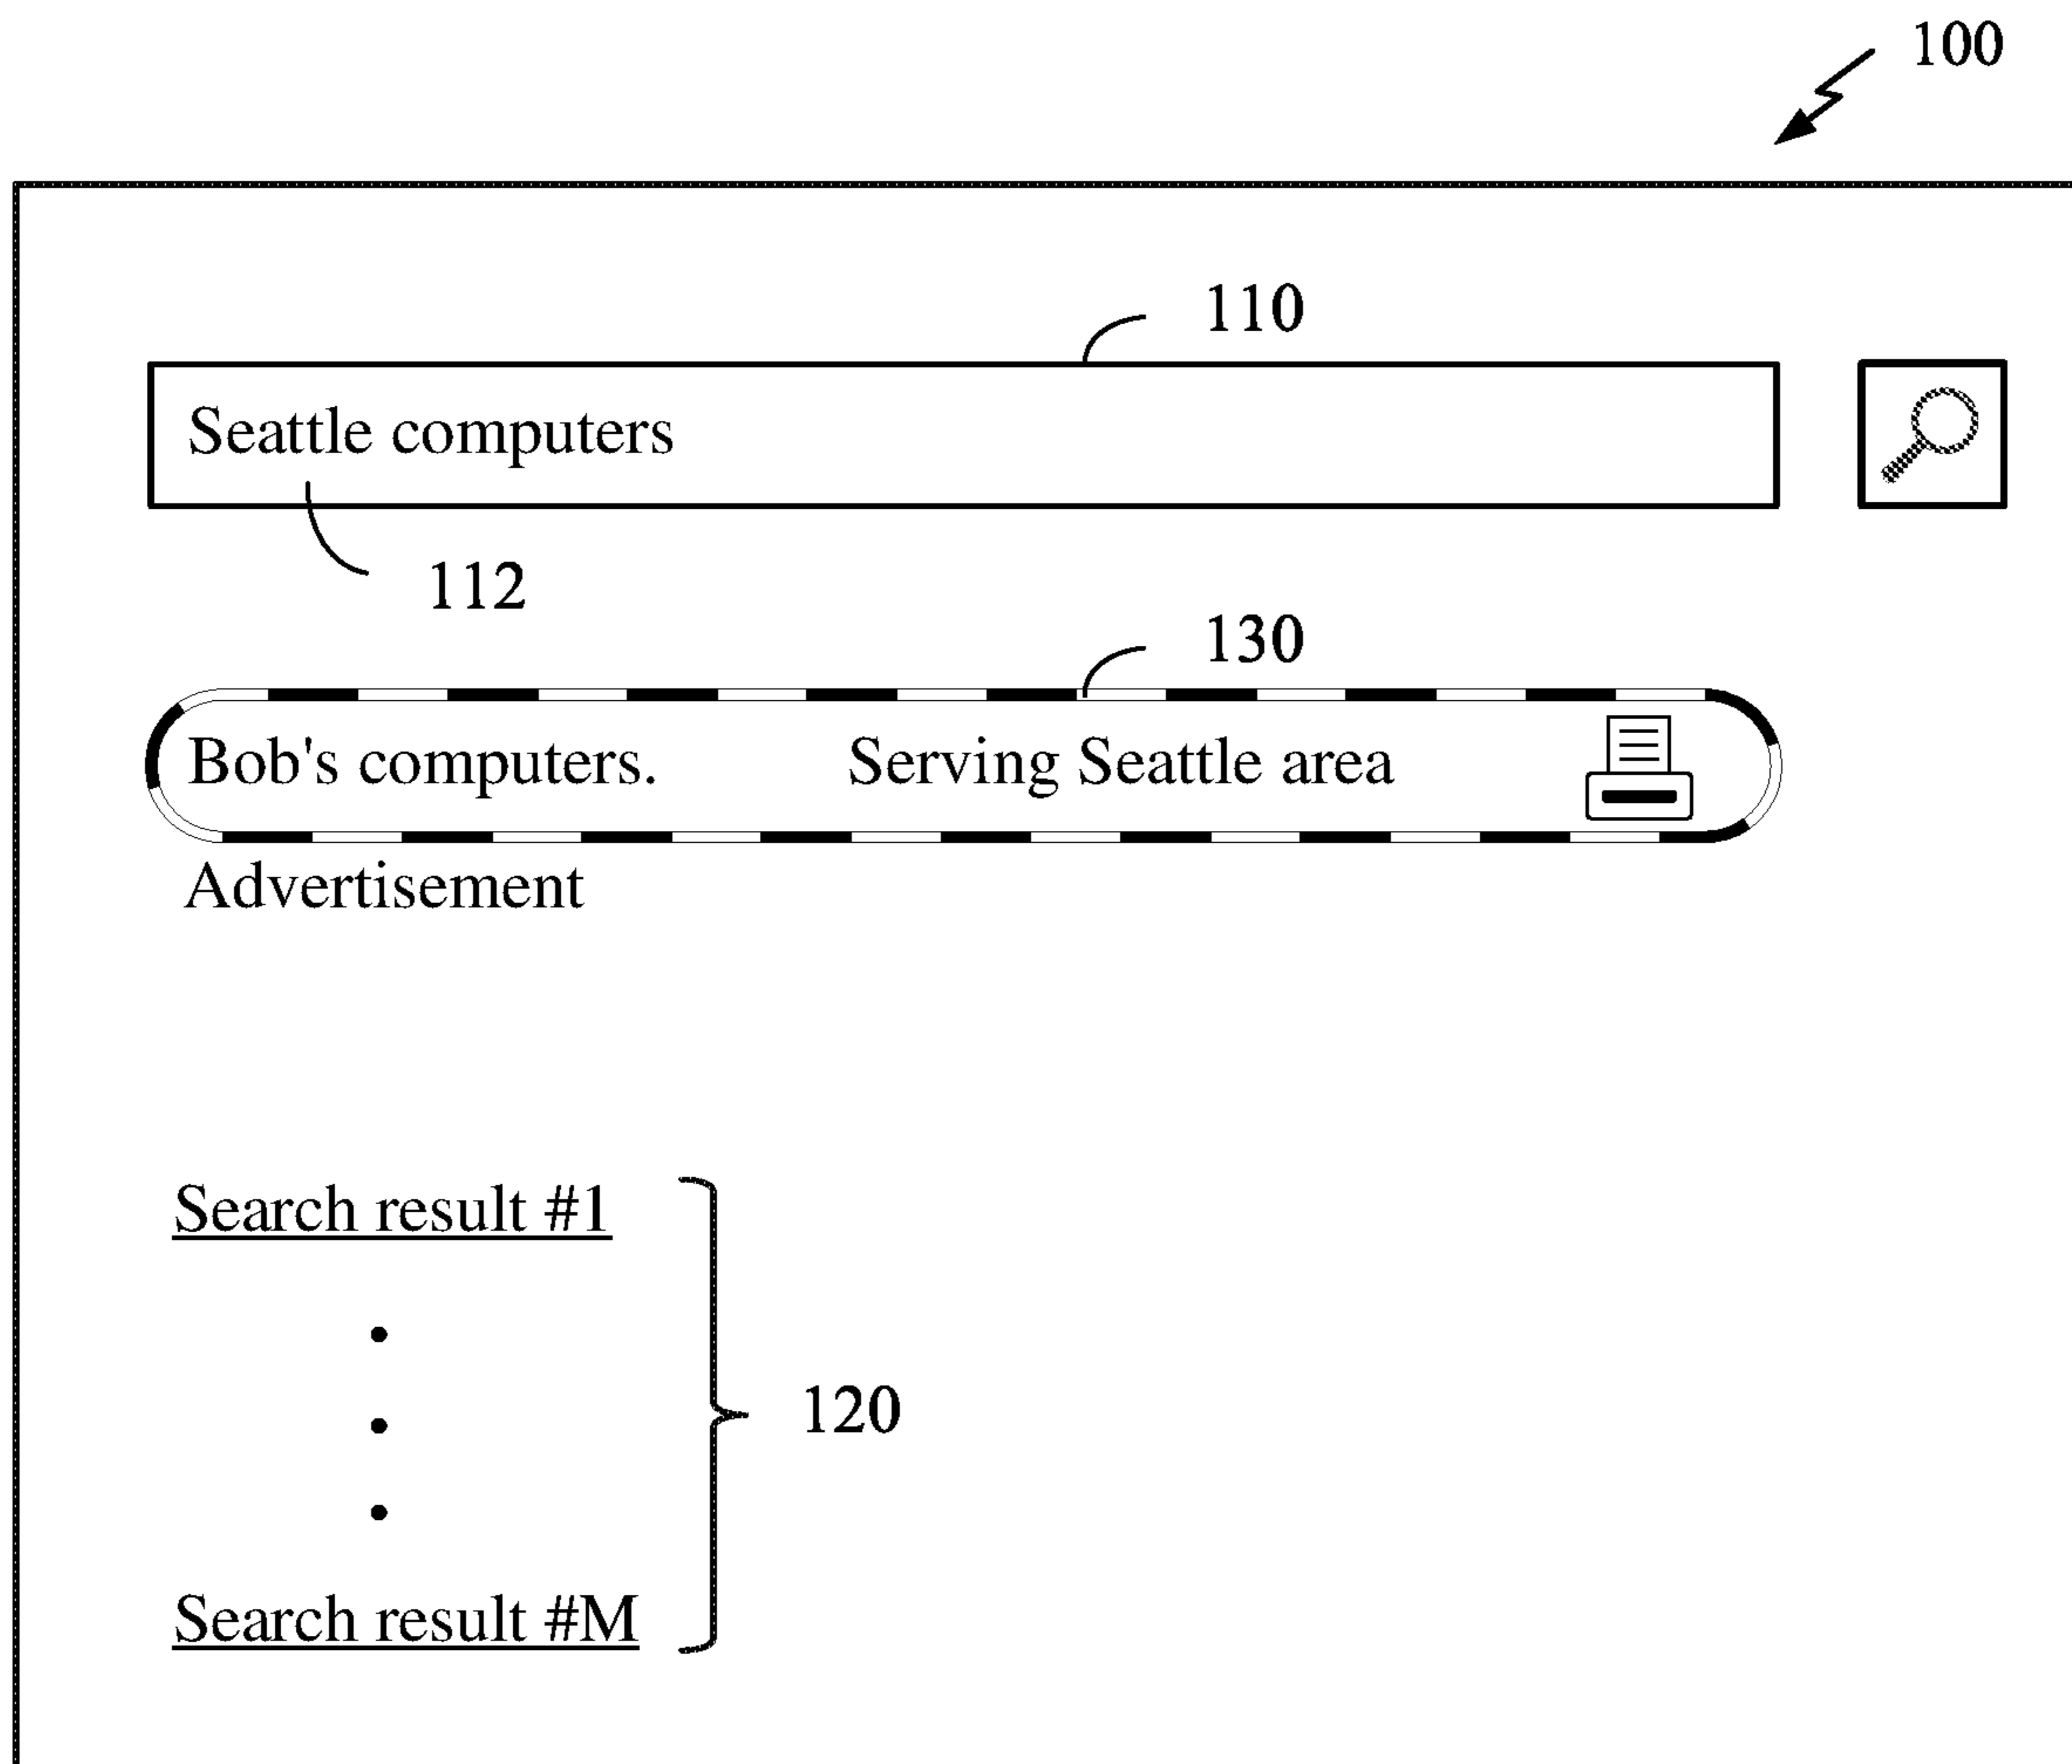 100
110
Seattle computers
112
130
Bob's computers. Serving Seattle area
Advertisement
Search result #1
120
Search result #M